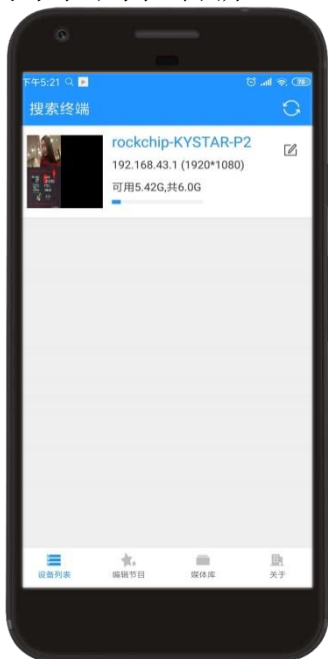 下午5:21
78
搜索终端
rockchip-KYSTAR-P2
192.168.43.1 (1920*1080)
可用5.42G,共6.0G
设备列表
编辑节目
媒体库
关于